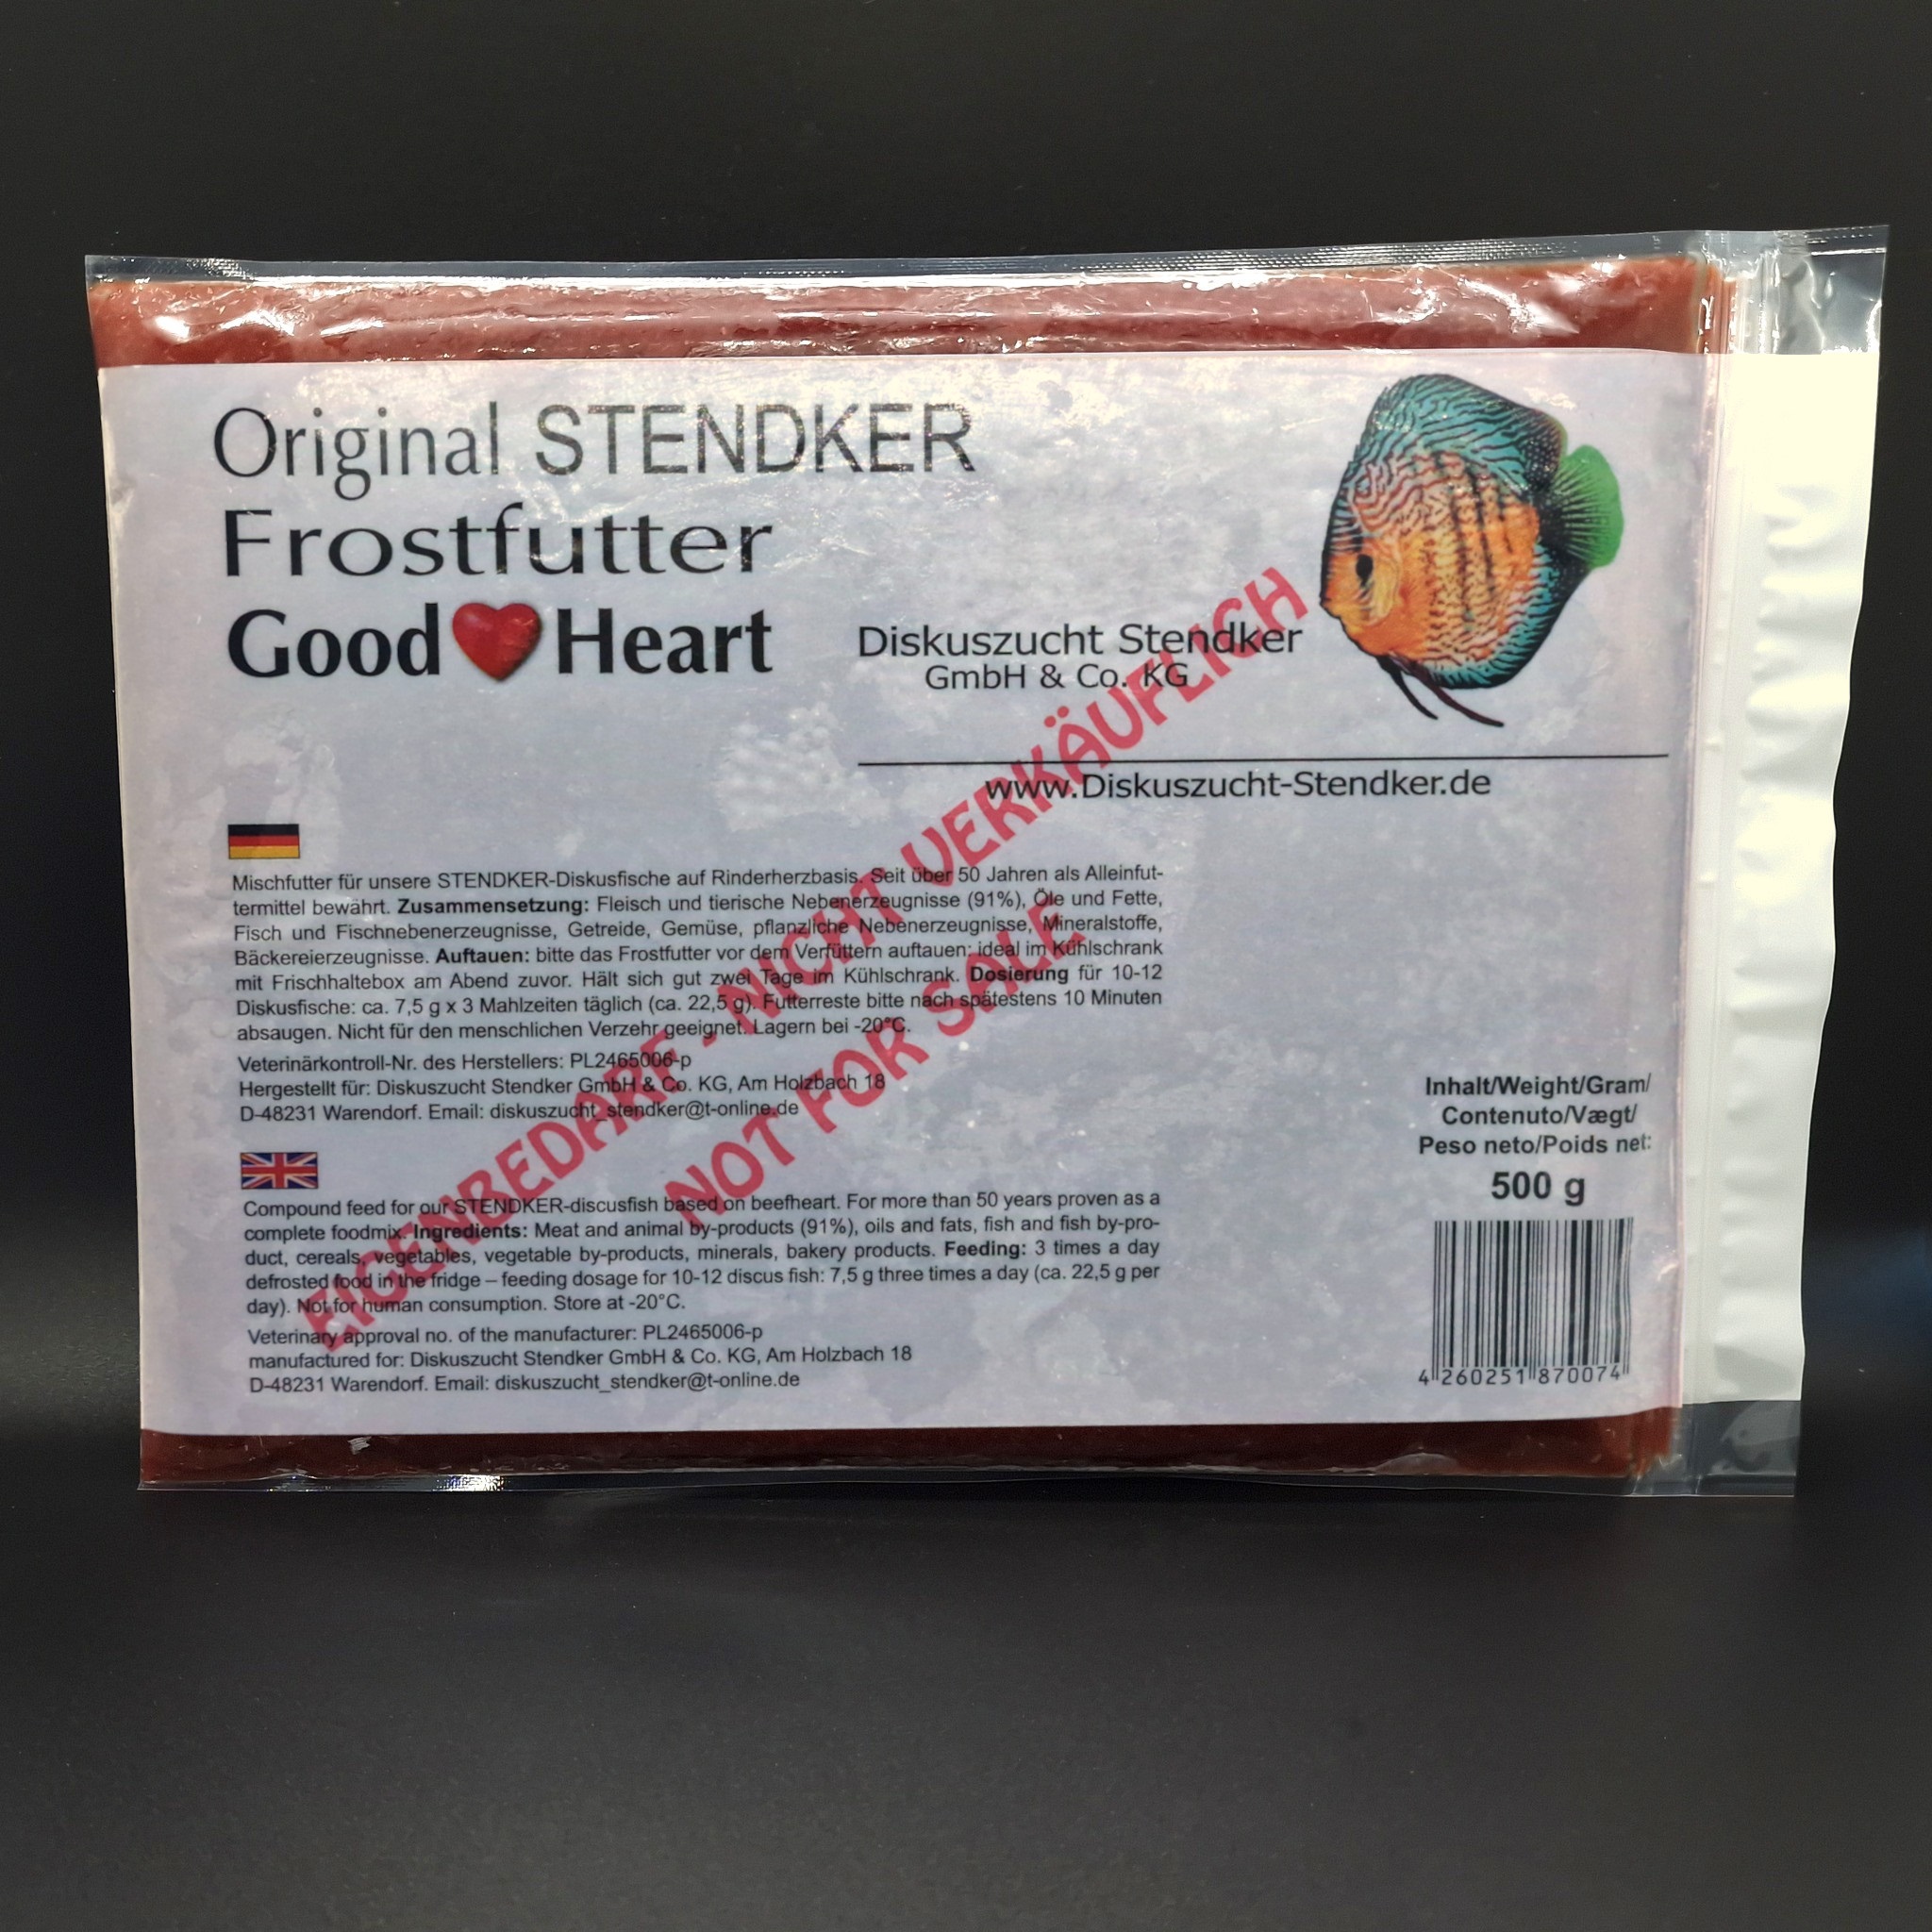 Original STENDKER
Frostfutter
Good Heart
Diskuszucht Stendker
GmbH & Co. KG
www.Diskuszucht-Stendker.de
EIGENBEDARF - NICHT VERKÄUFLICH
NOT FOR SALE
Mischfutter für unsere STENDKER-Diskusfische auf Rinderherzbasis. Seit über 50 Jahren als Alleinfut-
termittel bewährt. Zusammensetzung: Fleisch und tierische Nebenerzeugnisse (91%), Öle und Fette,
Fisch und Fischnebenerzeugnisse, Getreide, Gemüse, pflanzliche Nebenerzeugnisse, Mineralstoffe,
Bäckereierzeugnisse. Auftauen: bitte das Frostfutter vor dem Verfüttern auftauen: ideal im Kühlschrank
mit Frischhaltebox am Abend zuvor. Hält sich gut zwei Tage im Kühlschrank. Dosierung für 10-12
Diskusfische: ca. 7,5 g x 3 Mahlzeiten täglich (ca. 22,5 g). Futterreste bitte nach spätestens 10 Minuten
absaugen. Nicht für den menschlichen Verzehr geeignet. Lagern bei -20°C.
Veterinärkontroll-Nr. des Herstellers: PL2465006-p
Hergestellt für: Diskuszucht Stendker GmbH & Co. KG, Am Holzbach 18
D-48231 Warendorf. Email: diskuszucht_stendker@t-online.de
Compound feed for our STENDKER-discusfish based on beefheart. For more than 50 years proven as a
complete foodmix. Ingredients: Meat and animal by-products (91%), oils and fats, fish and fish by-pro-
duct, cereals, vegetables, vegetable by-products, minerals, bakery products. Feeding: 3 times a day
defrosted food in the fridge – feeding dosage for 10-12 discus fish: 7,5 g three times a day (ca. 22,5 g per
day). Not for human consumption. Store at -20°C.
Veterinary approval no. of the manufacturer: PL2465006-p
manufactured for: Diskuszucht Stendker GmbH & Co. KG, Am Holzbach 18
D-48231 Warendorf. Email: diskuszucht_stendker@t-online.de
Inhalt/Weight/Gram/
Contenuto/Vægt/
Peso neto/Poids net:
500 g
4 260251 870074